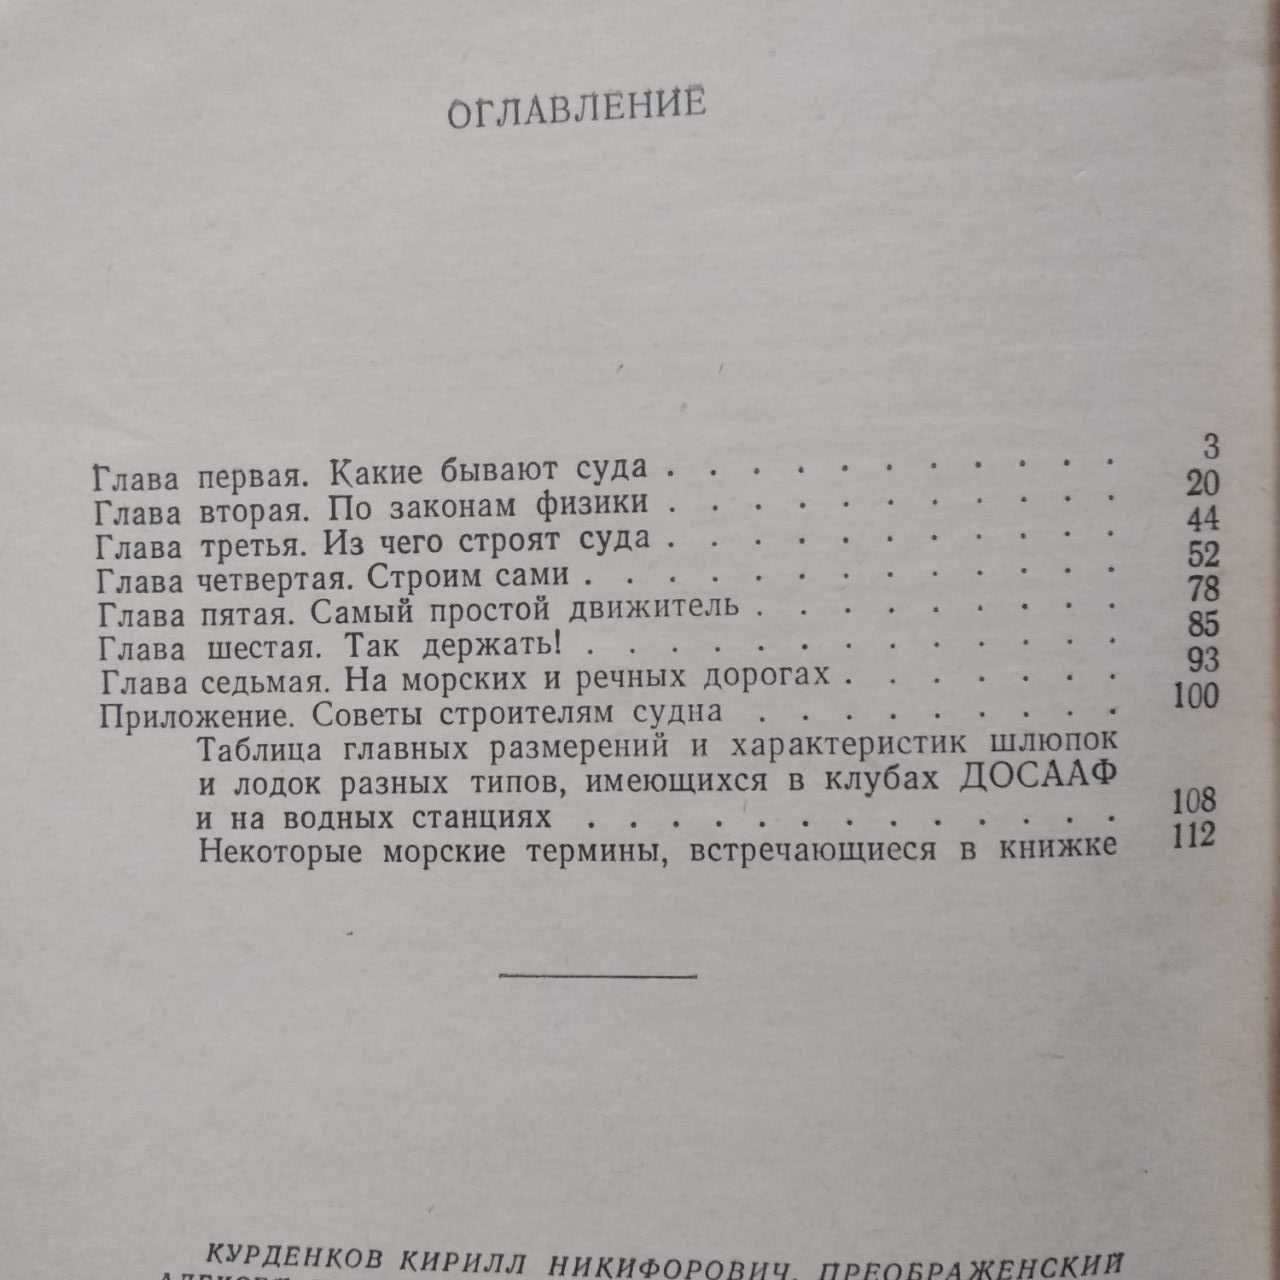 ОГЛАВЛЕНИЕ
Глава первая. Какие бывают суда . . . . . . . . . . . 3
Глава вторая. По законам физики . . . . . . . . . . . 20
Глава третья. Из чего строят суда . . . . . . . . . . . 44
Глава четвертая. Строим сами . . . . . . . . . . . . . 52
Глава пятая. Самый простой движитель . . . . . . . . . 78
Глава шестая. Так держать! . . . . . . . . . . . . . 85
Глава седьмая. На морских и речных дорогах . . . . . . . 93
Приложение. Советы строителям судна . . . . . . . . . 100
Таблица главных размерений и характеристик шлюпок
и лодок разных типов, имеющихся в клубах ДОСААФ
и на водных станциях . . . . . . . . . . . . . 108
Некоторые морские термины, встречающиеся в книжке 112
КУРДЕНКОВ КИРИЛЛ НИКИФОРОВИЧ, ПРЕОБРАЖЕНСКИЙ